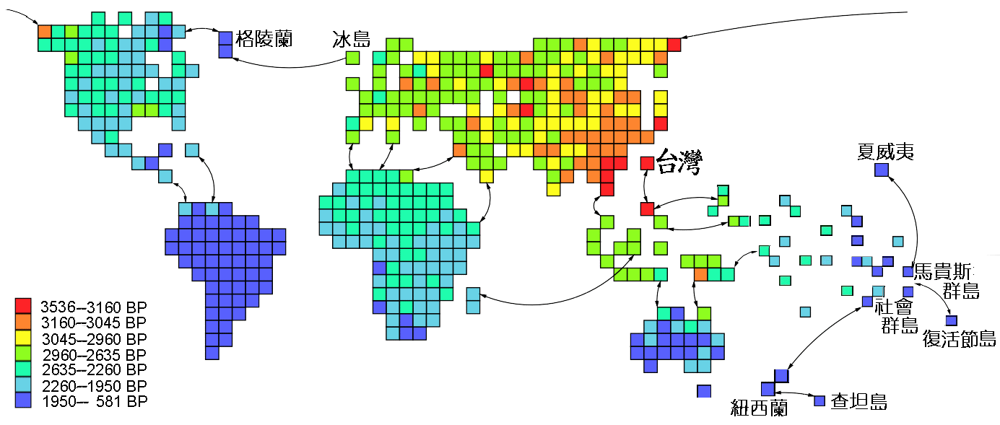 格陵蘭
冰島
台灣
夏威夷
馬貴斯
群島
社會
群島
復活節島
紐西蘭
查坦島
3536–3160 BP
3160–3045 BP
3045–2960 BP
2960–2635 BP
2635–2260 BP
2260–1950 BP
1950– 581 BP